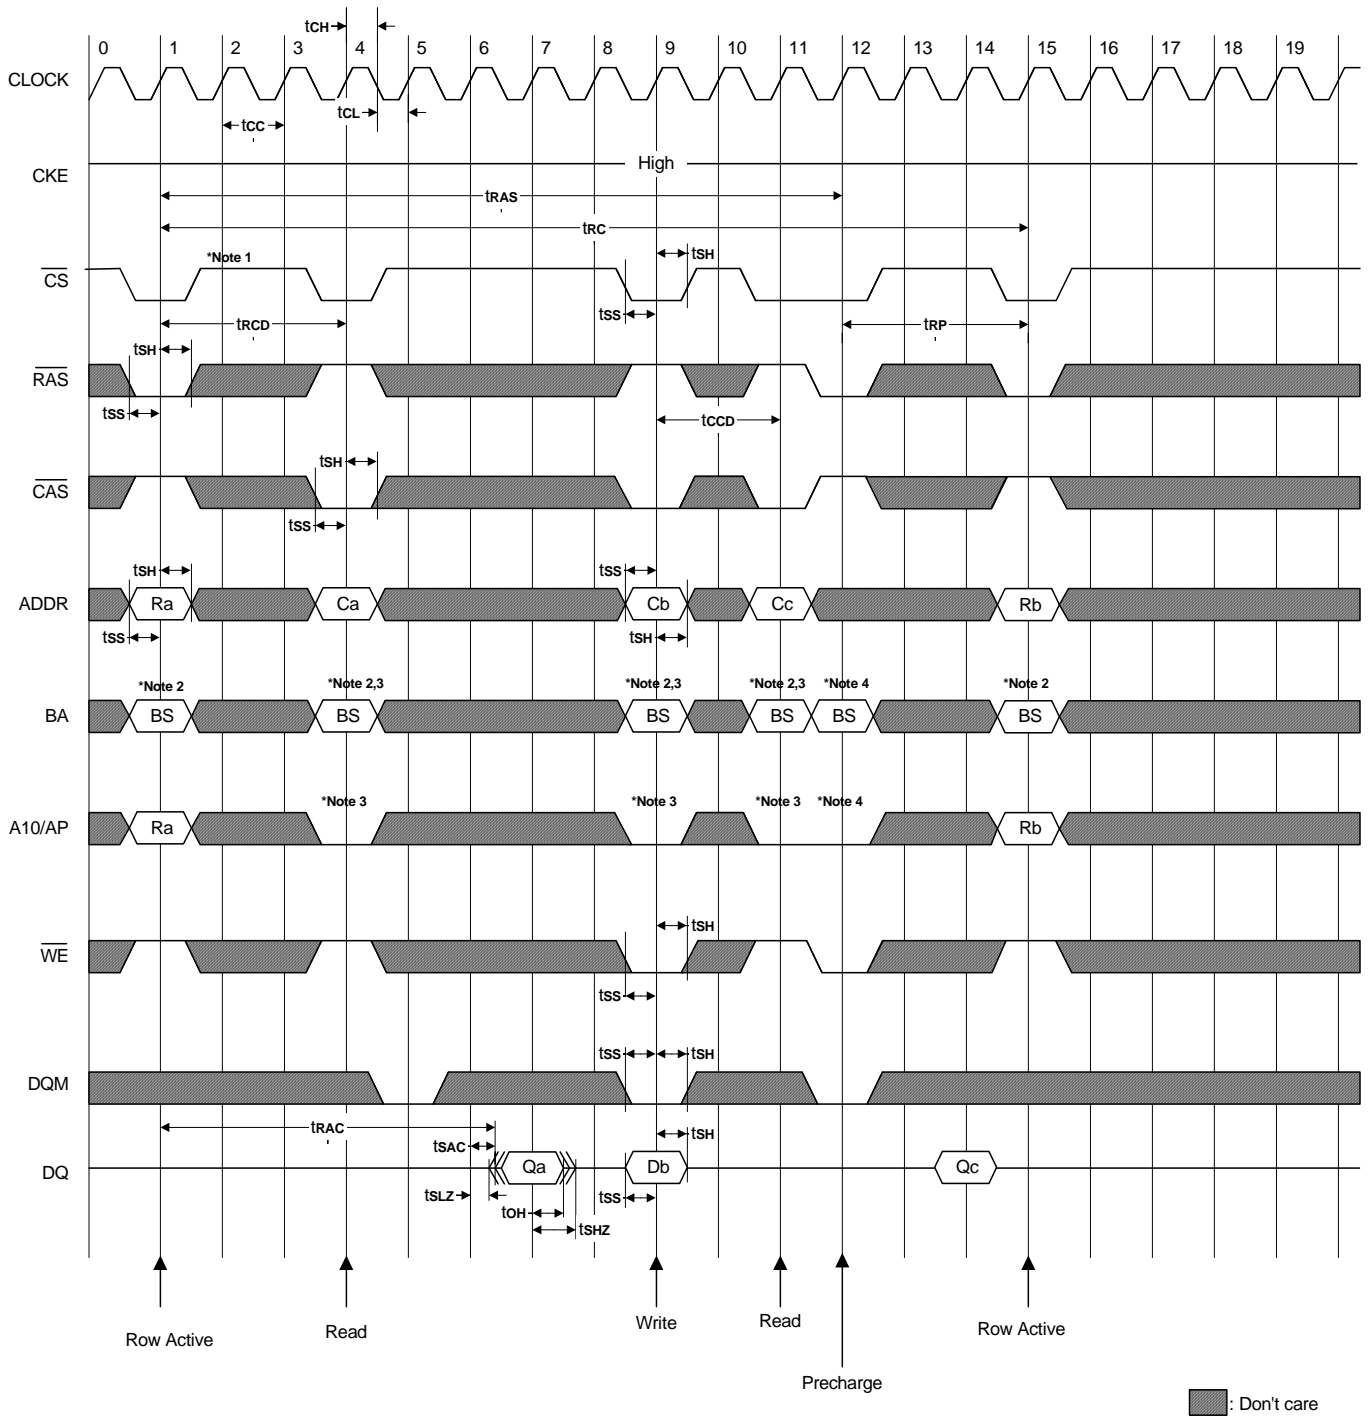 tCH
0 1 2 3 4 5 6 7 8 9 10 11 12 13 14 15 16 17 18 19
CLOCK
tCL
tCC
High
CKE
tRAS
tRC
*Note 1
tSH
CS
tSS
tRCD
tRP
tSH
RAS
tSS
tCCD
tSH
CAS
tSS
tSH
tSS
ADDR
Ra Ca Cb Cc Rb
tSS
tSH
*Note 2 *Note 2,3 *Note 2,3 *Note 2,3 *Note 4 *Note 2
BA
BS BS BS BS BS BS
*Note 3 *Note 3 *Note 3 *Note 4
A10/AP
Ra Rb
tSH
WE
tSS
tSS tSH
DQM
tRAC
tSH
tSAC
DQ
Qa Db Qc
tSLZ
tSS
tOH
tSHZ
Row Active
Read
Write
Read
Row Active
Precharge
: Don't care